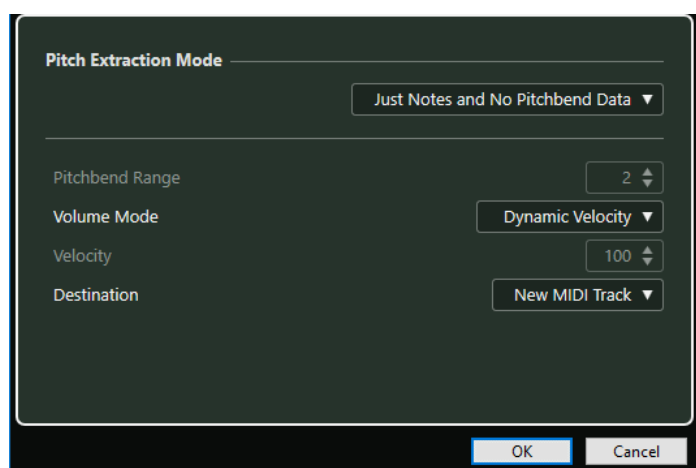 Pitch Extraction Mode
Just Notes and No Pitchbend Data
Pitchbend Range 2
Volume Mode Dynamic Velocity
Velocity 100
Destination New MIDI Track
OK Cancel